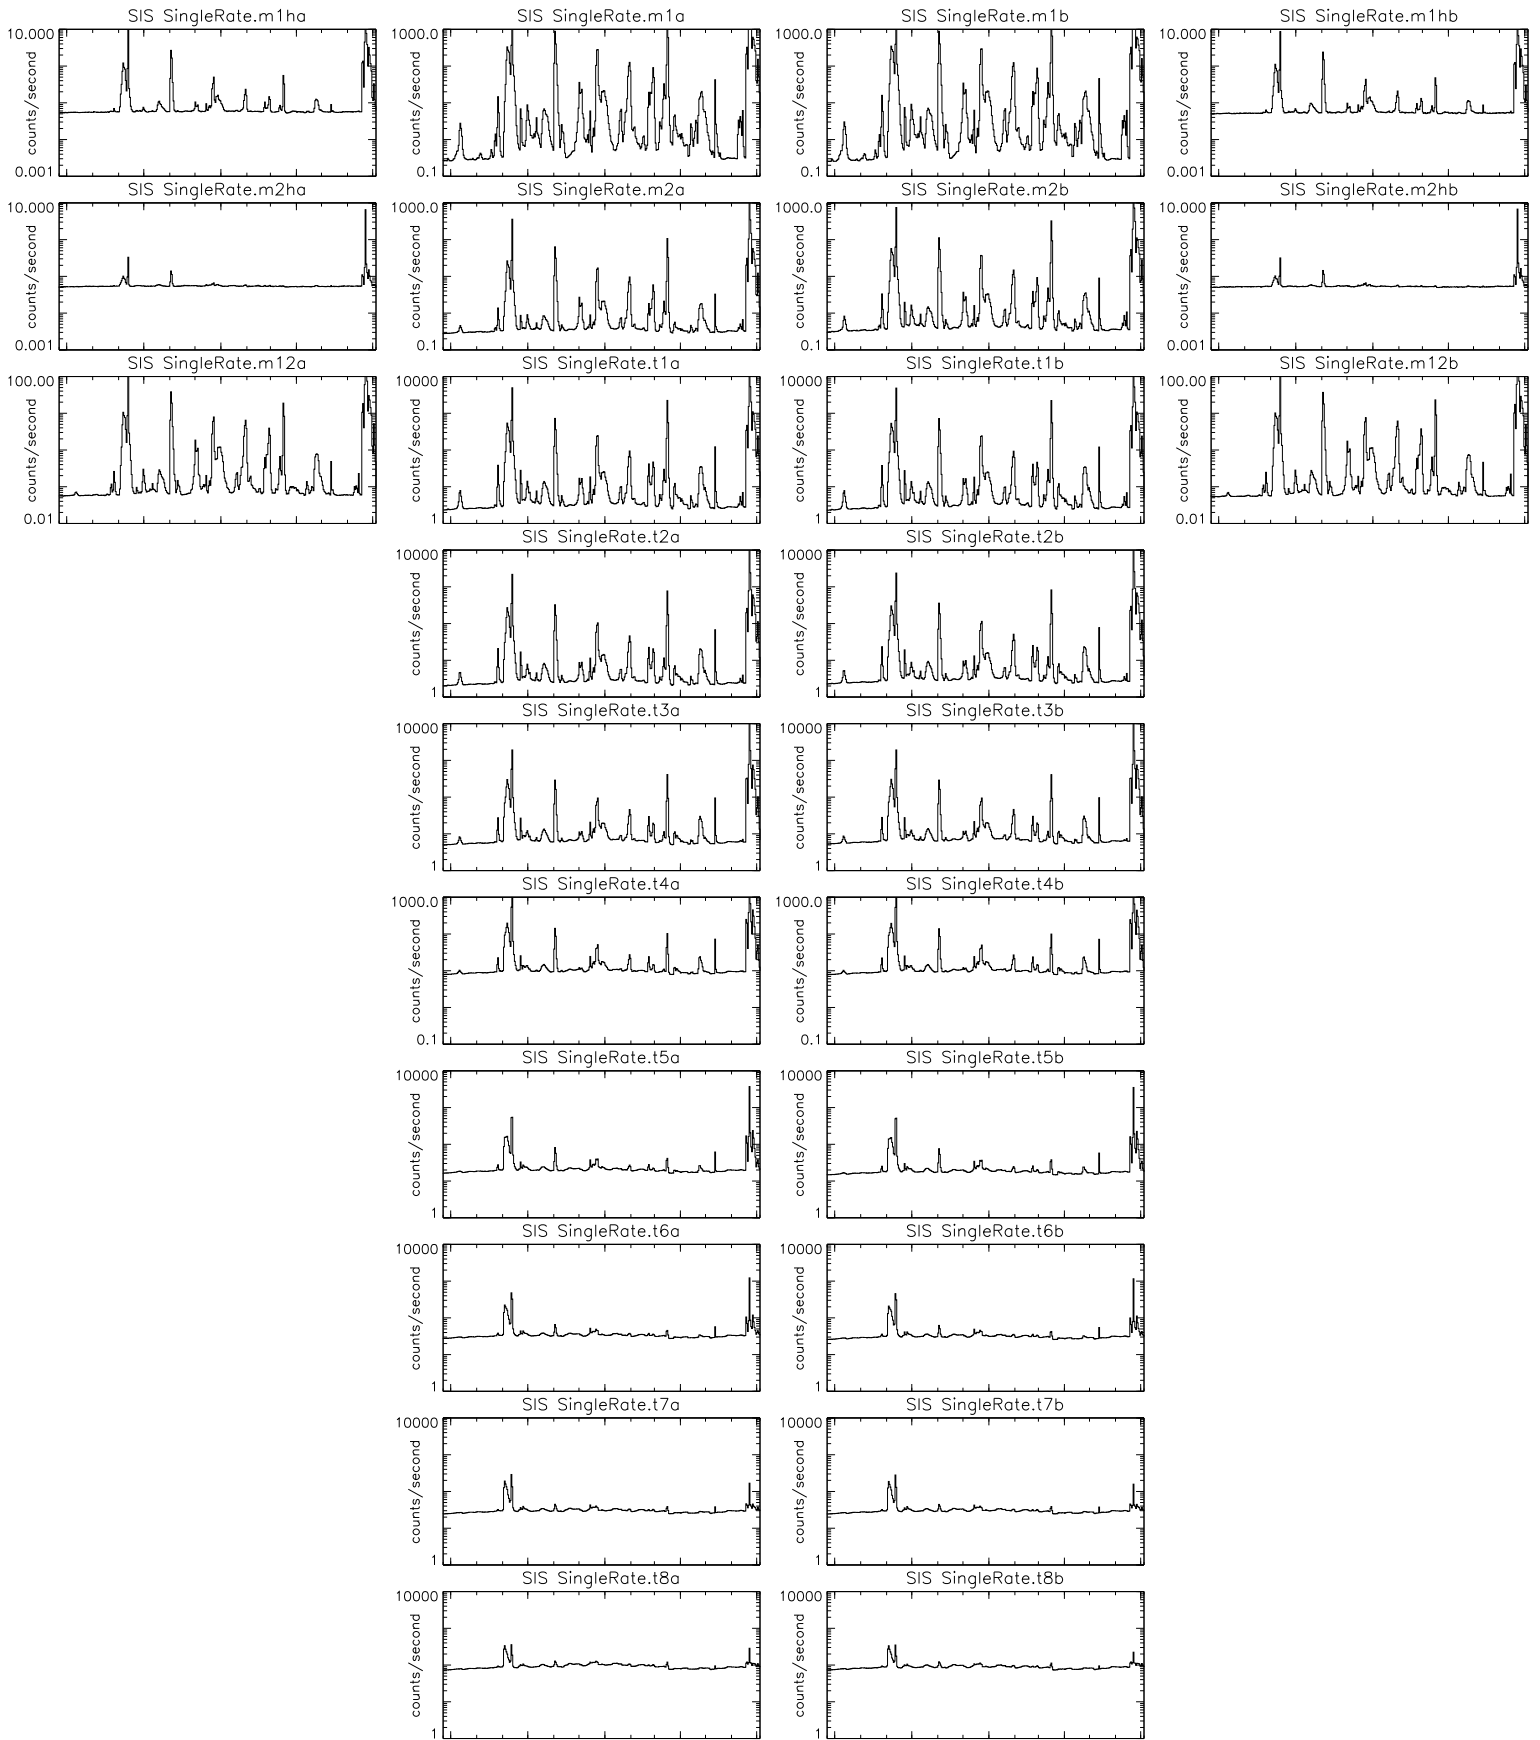 SIS SingleRate.m1ha
10.000
counts/second
0.001
SIS SingleRate.m1a
1000.0
counts/second
0.1
SIS SingleRate.m1b
1000.0
counts/second
0.1
SIS SingleRate.m1hb
10.000
counts/second
0.001
SIS SingleRate.m2ha
10.000
counts/second
0.001
SIS SingleRate.m2a
1000.0
counts/second
0.1
SIS SingleRate.m2b
1000.0
counts/second
0.1
SIS SingleRate.m2hb
10.000
counts/second
0.001
SIS SingleRate.m12a
100.00
counts/second
0.01
SIS SingleRate.t1a
10000
counts/second
1
SIS SingleRate.t1b
10000
counts/second
1
SIS SingleRate.m12b
100.00
counts/second
0.01
SIS SingleRate.t2a
10000
counts/second
1
SIS SingleRate.t2b
10000
counts/second
1
SIS SingleRate.t3a
10000
counts/second
1
SIS SingleRate.t3b
10000
counts/second
1
SIS SingleRate.t4a
1000.0
counts/second
0.1
SIS SingleRate.t4b
1000.0
counts/second
0.1
SIS SingleRate.t5a
10000
counts/second
1
SIS SingleRate.t5b
10000
counts/second
1
SIS SingleRate.t6a
10000
counts/second
1
SIS SingleRate.t6b
10000
counts/second
1
SIS SingleRate.t7a
10000
counts/second
1
SIS SingleRate.t7b
10000
counts/second
1
SIS SingleRate.t8a
10000
counts/second
1
SIS SingleRate.t8b
10000
counts/second
1